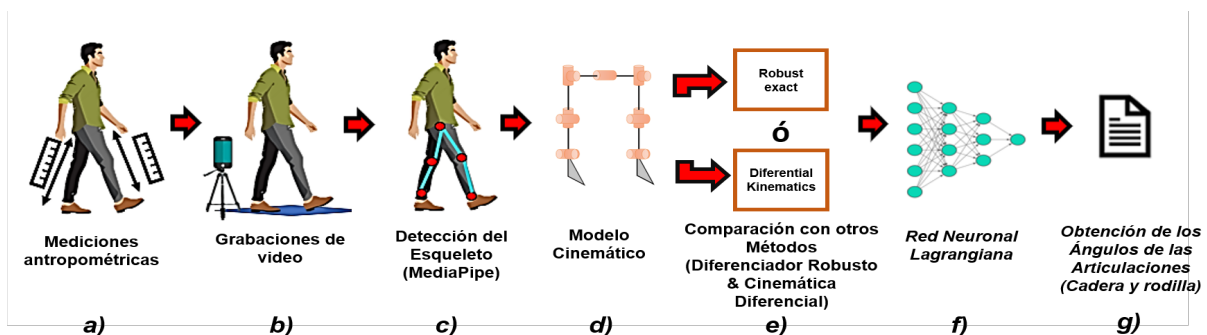 Robust
exact
ó
Diferential
Kinematics
Mediciones
antropométricas
Grabaciones de
video
Detección del
Esqueleto
(MediaPipe)
Modelo
Cinemático
Comparación con otros
Métodos
(Diferenciador Robusto
& Cinemática
Diferencial)
Red Neuronal
Lagrangiana
Obtención de los
Ángulos de las
Articulaciones
(Cadera y rodilla)
a)
b)
c)
d)
e)
f)
g)